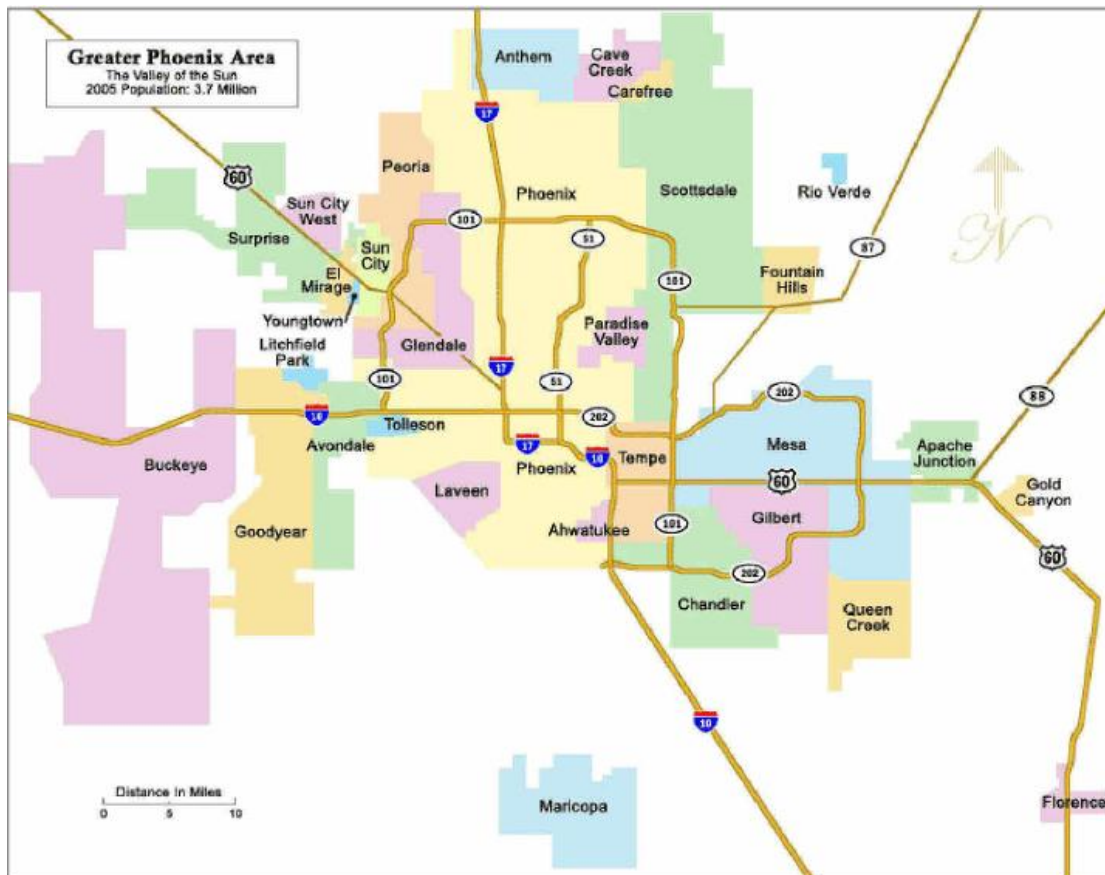 Greater Phoenix Area
The Valley of the Sun
2005 Population: 3.7 Million
Anthem
Cave
Creek
Carefree
17
Peoria
60
Phoenix
Scottsdale
Rio Verde
Sun City
West
101
51
Surprise
Sun
City
87
El
Mirage
101
Fountain
Hills
Youngtown
Paradise
Valley
Litchfield
Park
Glendale
17
101
51
202
88
10
202
Tolleson
Avondale
17
10
Mesa
Apache
Junction
Buckeye
Phoenix
Tempe
60
Laveen
Gold
Canyon
Gilbert
101
Goodyear
Ahwatukee
60
202
Chandler
Queen
Creek
10
Distance In Miles
0 5 10
Maricopa
Florence
N